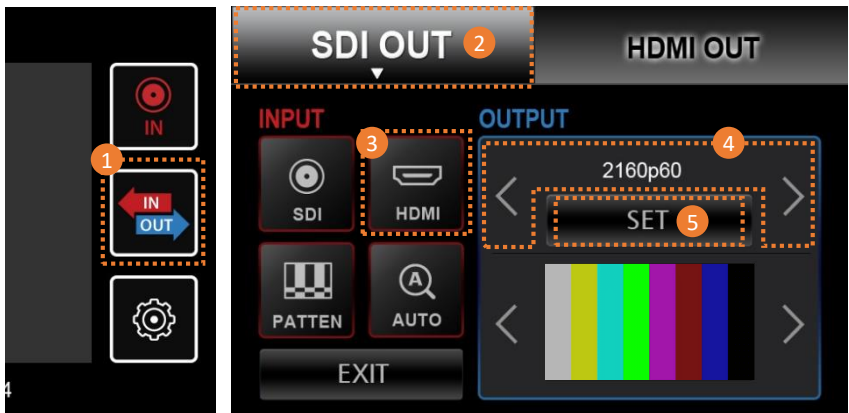 IN
1
IN
OUT
4
SDI OUT 2
HDMI OUT
INPUT
OUTPUT
3
4
SDI
HDMI
2160p60
SET 5
PATTEN
A
AUTO
EXIT